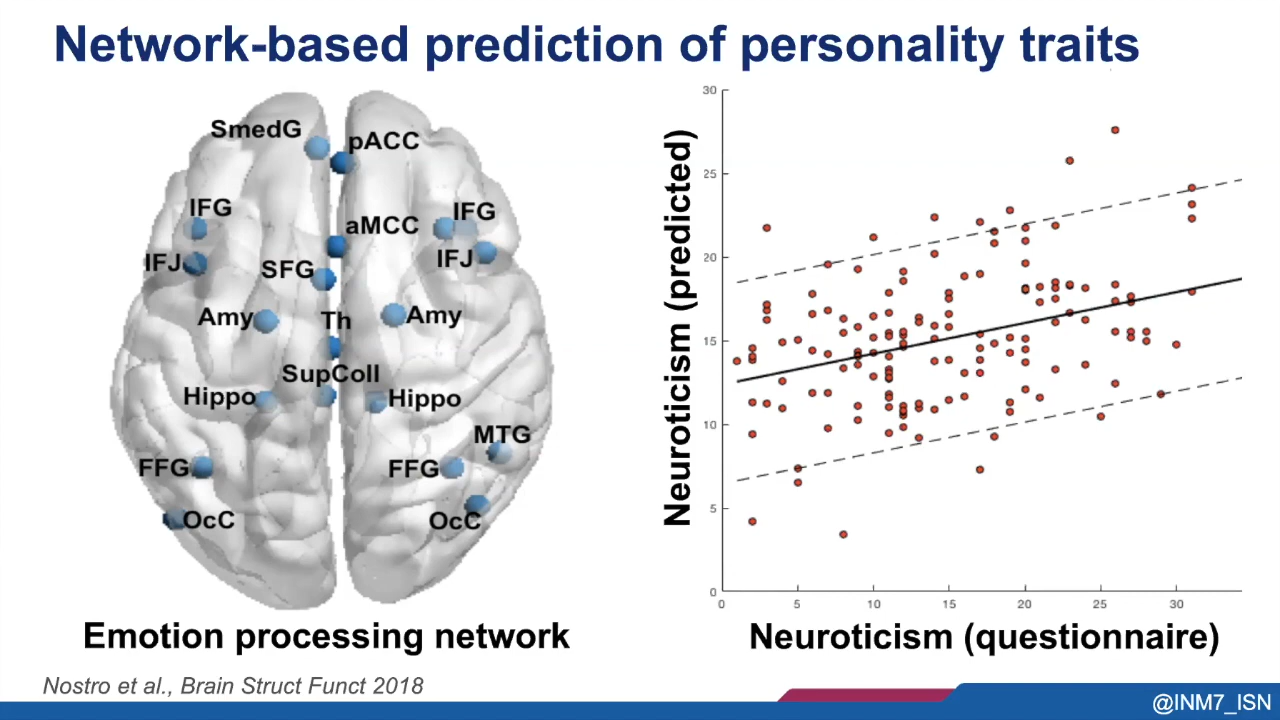 Network-based prediction of personality traits
SmedG
pACC
IFG
IFG
aMCC
IFJ
SFG
IFJ
Amy
Th
Amy
SupColl
Hippo
Hippo
MTG
FFG
FFG
OcC
OcC
Emotion processing network
Neuroticism (predicted)
30
25
20
15
10
5
0
0 5 10 15 20 25 30
Neuroticism (questionnaire)
Nostro et al., Brain Struct Funct 2018
@INM7_ISN